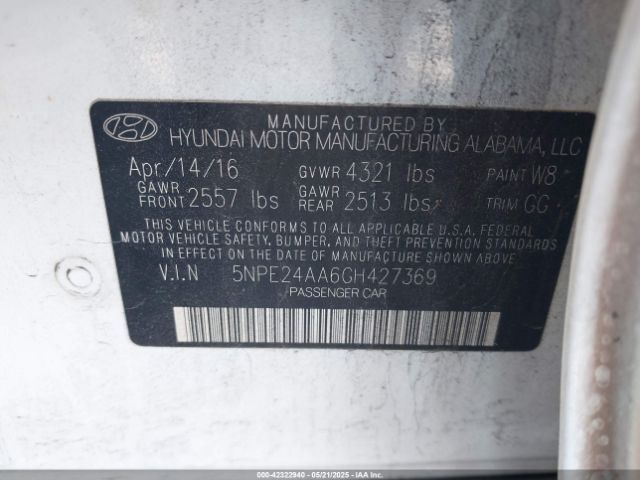 MANUFACTURED BY
HYUNDAI MOTOR MANUFACTURING ALABAMA, LLC
Apr/14/16 GVWR 4321 lbs PAINT W8
GAWR FRONT 2557 lbs GAWR REAR 2513 lbs TRIM GG
THIS VEHICLE CONFORMS TO ALL APPLICABLE U.S.A. FEDERAL
MOTOR VEHICLE SAFETY, BUMPER, AND THEFT PREVENTION STANDARDS
IN EFFECT ON THE DATE OF MANUFACTURE SHOWN ABOVE.
V.I.N 5NPE24AA6GH427369
PASSENGER CAR
000-42322940 - 05/21/2025 - IAAI.COM